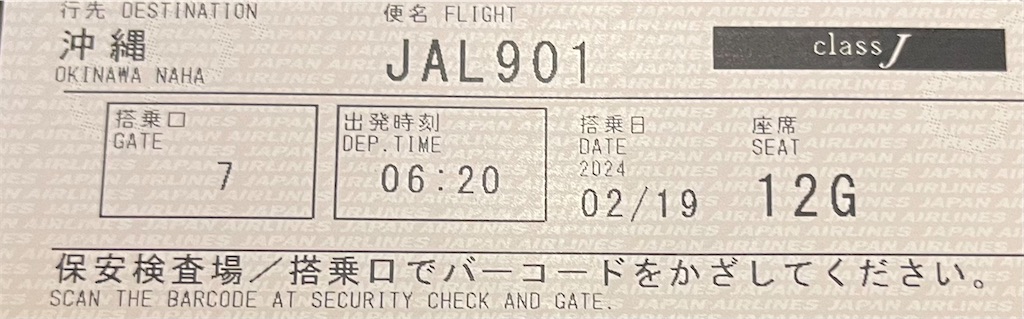 行先 DESTINATION
沖縄
OKINAWA NAHA
便名 FLIGHT
JAL901
class J
搭乗口
GATE
7
出発時刻
DEP.TIME
06:20
搭乗日
DATE
2024
02/19
座席
SEAT
12G
保安検査場/搭乗口でバーコードをかざしてください。
SCAN THE BARCODE AT SECURITY CHECK AND GATE.